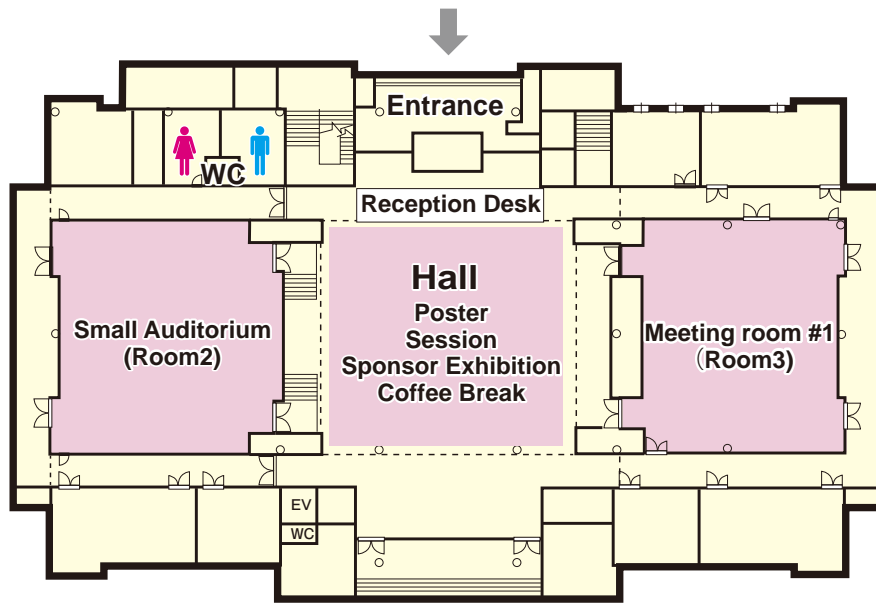 Entrance
WC
Reception Desk
Hall
Poster
Session
Sponsor Exhibition
Coffee Break
Small Auditorium
(Room2)
Meeting room #1
（Room3)
EV
WC